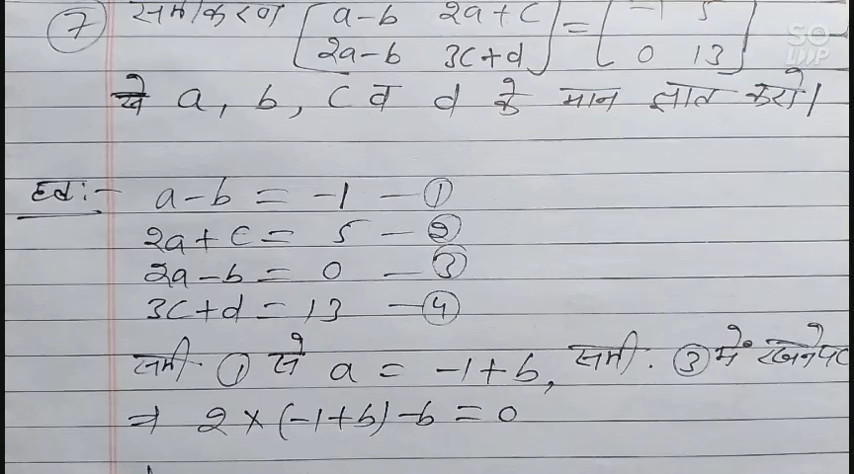 7 समीकरण [a-b 2a+c] = [-1 5]
[2a-b 3c+d] [0 13]
से a, b, c व d के मान ज्ञात करो।
हल:-
a-b = -1 - ①
2a+c = 5 - ②
2a-b = 0 - ③
3c+d = 13 - ④
समी. ① से a = -1+b, समी. ③ में रखने पर
⇒ 2×(-1+b)-b = 0